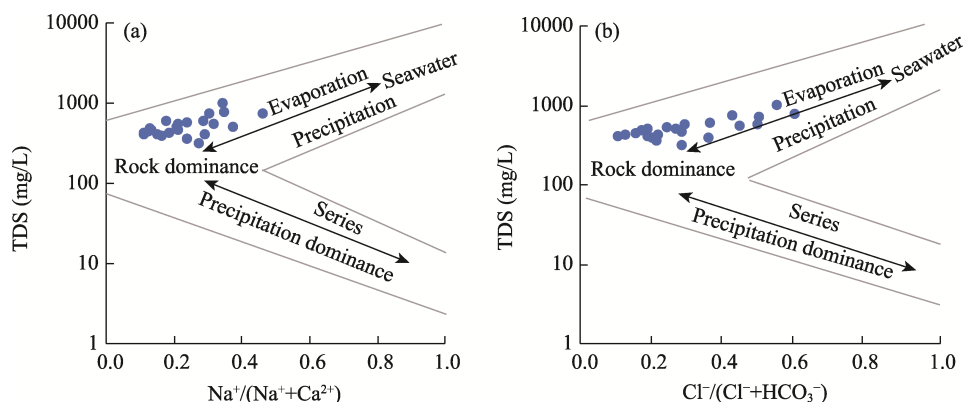 (a)
10000
1000
100
10
1
TDS (mg/L)
Evaporation
Seawater
Precipitation
Rock dominance
Series
Precipitation dominance
0.0 0.2 0.4 0.6 0.8 1.0
Na⁺/(Na⁺+Ca²⁺)
(b)
10000
1000
100
10
1
TDS (mg/L)
Evaporation
Seawater
Precipitation
Rock dominance
Series
Precipitation dominance
0.0 0.2 0.4 0.6 0.8 1.0
Cl⁻/(Cl⁻+HCO₃⁻)